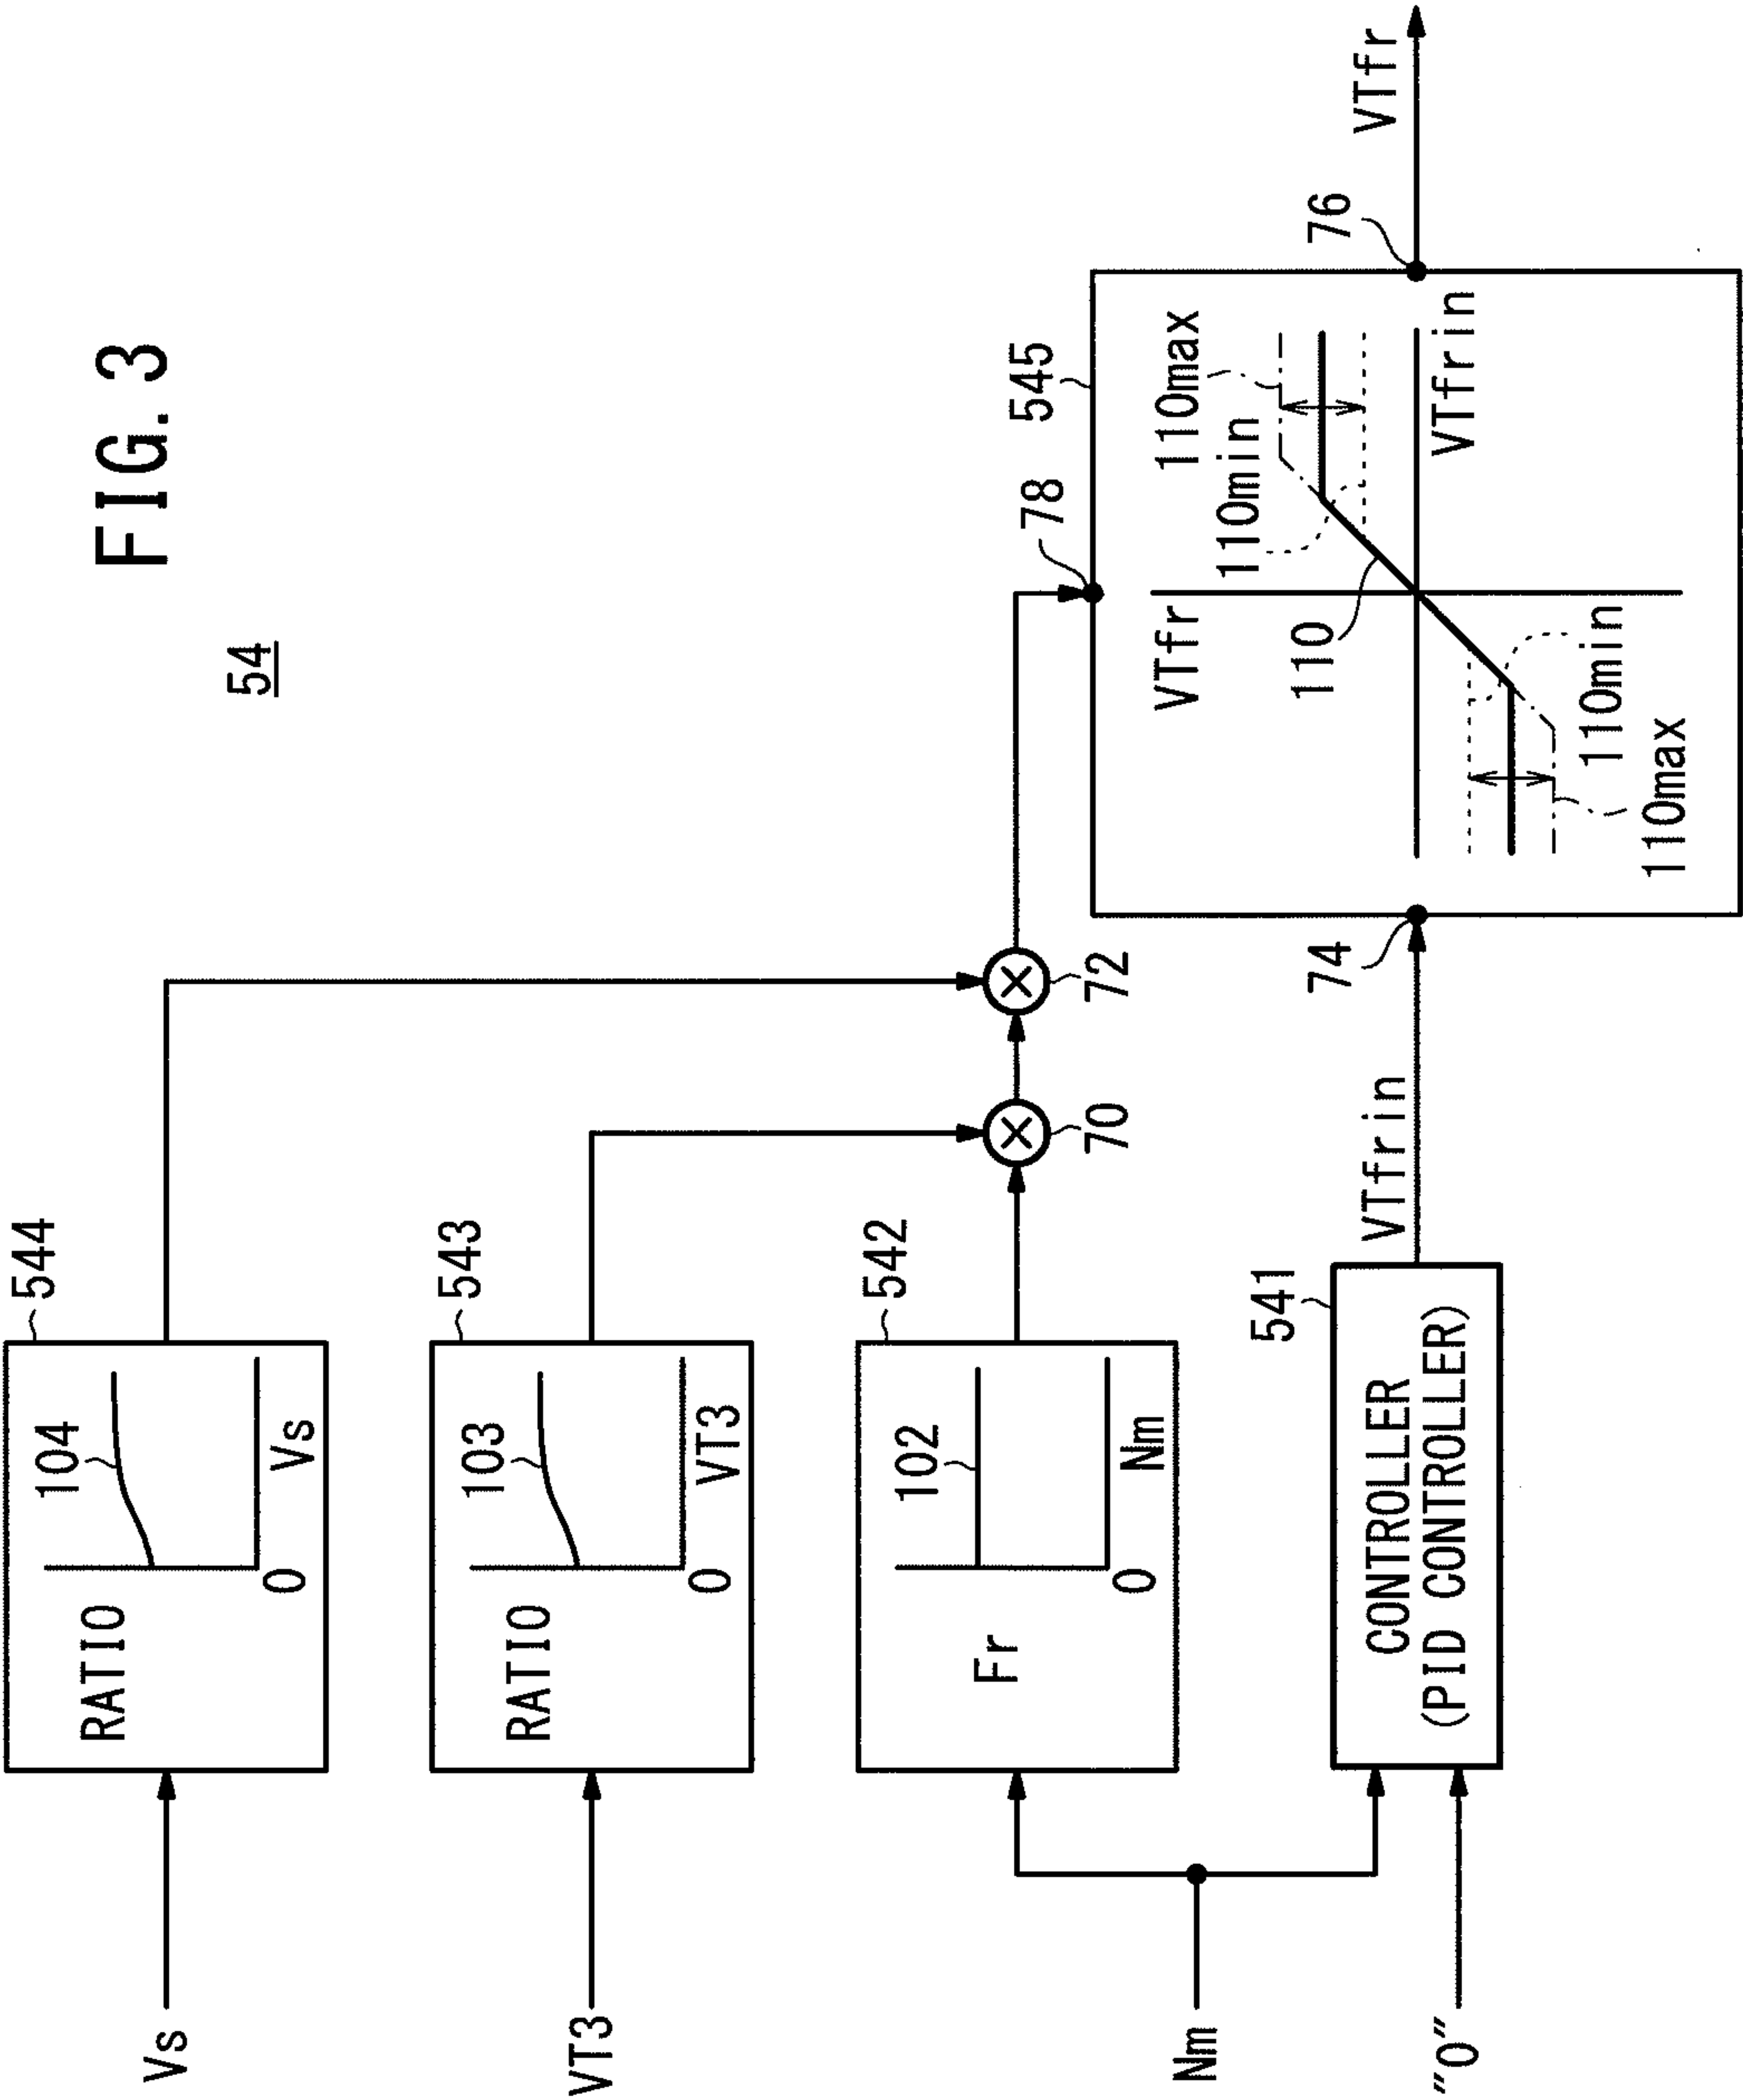 FIG. 3
54
Vs
544
RATIO
104
0
Vs
VT3
543
RATIO
103
0
VT3
Nm
542
Fr
102
0
Nm
70
72
"0"
541
CONTROLLER
(PID CONTROLLER)
VTfrin
74
78
545
VTfr
110
110min
110max
VTfrin
110min
110max
76
VTfr